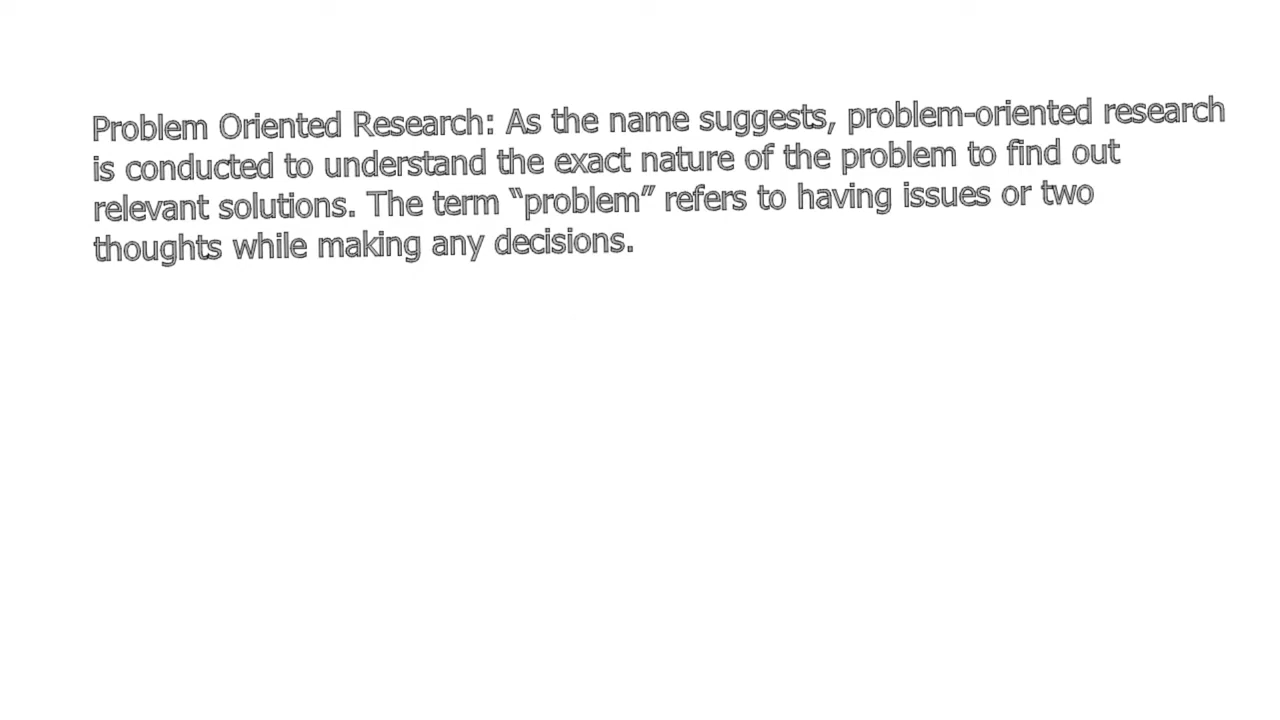 Problem Oriented Research: As the name suggests, problem-oriented research
is conducted to understand the exact nature of the problem to find out
relevant solutions. The term “problem” refers to having issues or two
thoughts while making any decisions.